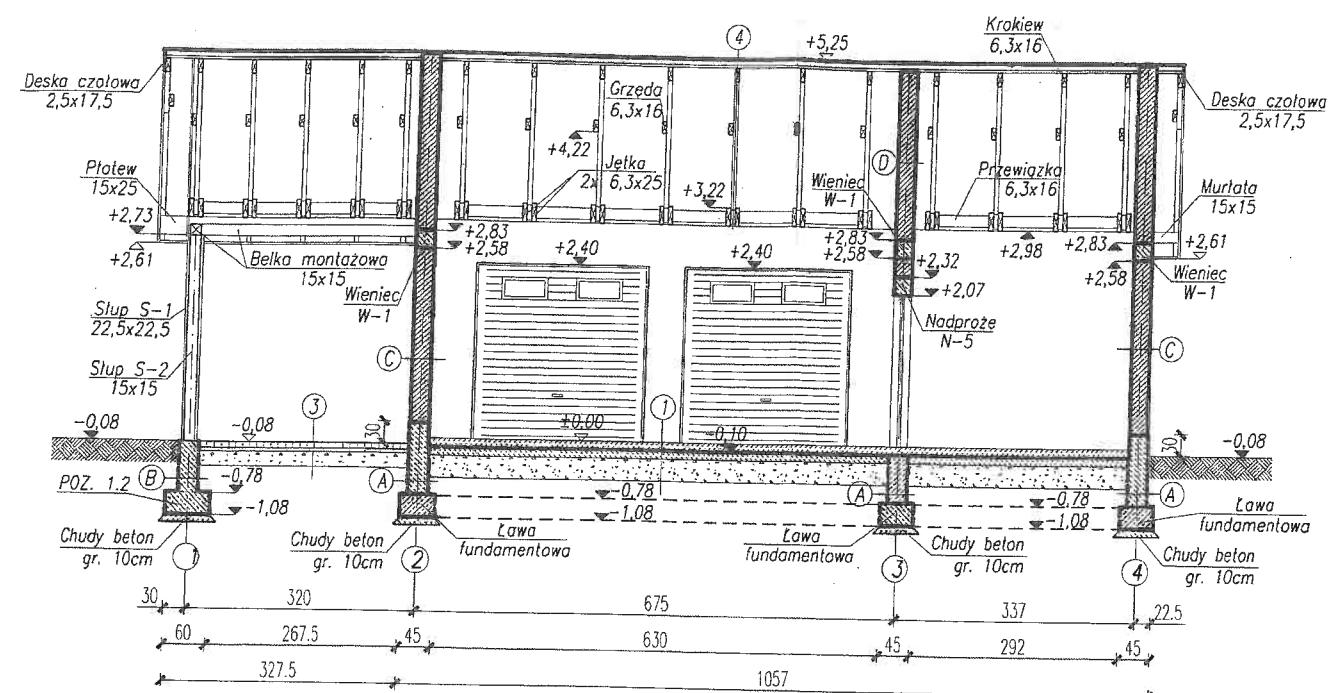 Krokiew
6,3x16
4
+5,25
Deska czołowa
2,5x17,5
Grzęda
6,3x16
Deska czołowa
2,5x17,5
+4,22
D
Płatew
15x25
Jętka
2x 6,3x25
Wieniec
W-1
Przewiązka
6,3x16
Murłata
15x15
+3,22
+2,73
+2,83
+2,83
+2,98
+2,83
+2,61
+2,61
+2,58
+2,40
+2,40
+2,58
+2,32
+2,58
Belka montażowa
15x15
Wieniec
W-1
Wieniec
W-1
+2,07
Słup S-1
22,5x22,5
Nadproże
N-5
C
C
Słup S-2
15x15
3
1
-0,08
-0,08
30
±0.00
-0,10
30
-0,08
B
-0,78
A
-0,78
A
-0,78
A
POZ. 1.2
-1,08
-1,08
-1,08
Ława
fundamentowa
Chudy beton
gr. 10cm
Chudy beton
gr. 10cm
Ława
fundamentowa
Ława
fundamentowa
Chudy beton
gr. 10cm
Chudy beton
gr. 10cm
1
2
3
4
30
320
675
337
22.5
60
267.5
45
630
45
292
45
327.5
1057